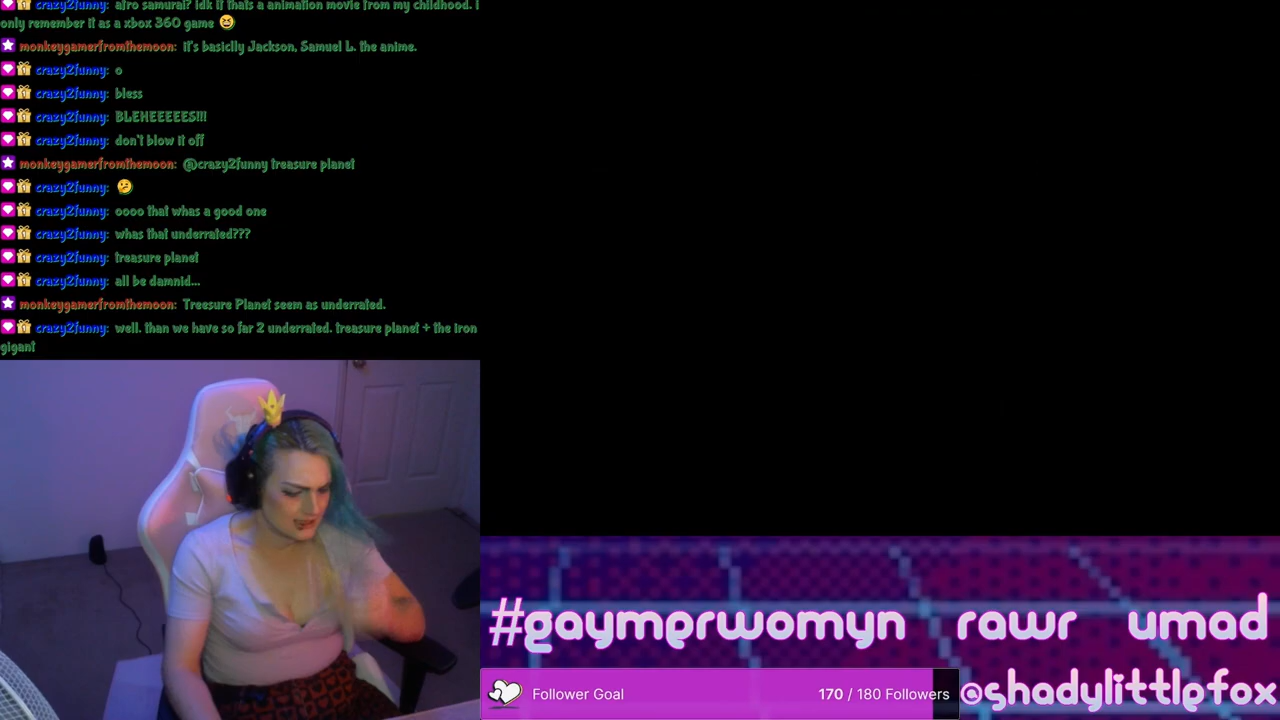 crazy2funny: afro samurai? idk if thats a animation movie from my childhood. I
only remember it as a xbox 360 game
monkeygamerfromthemoon: it's basiclly Jackson, Samuel L. the anime.
crazy2funny: o
crazy2funny: bless
crazy2funny: BLEHEEEEES!!!
crazy2funny: don't blow it off
monkeygamerfromthemoon: @crazy2funny treasure planet
crazy2funny:
crazy2funny: oooo that whas a good one
crazy2funny: whas that underrated???
crazy2funny: treasure planet
crazy2funny: all be damnid...
monkeygamerfromthemoon: Treesure Planet seem as underrated.
crazy2funny: well. than we have so far 2 underrated. treasure planet + the iron
gigant
#gaymerwomyn rawr umad
Follower Goal 170 / 180 Followers
@shadylittlefox